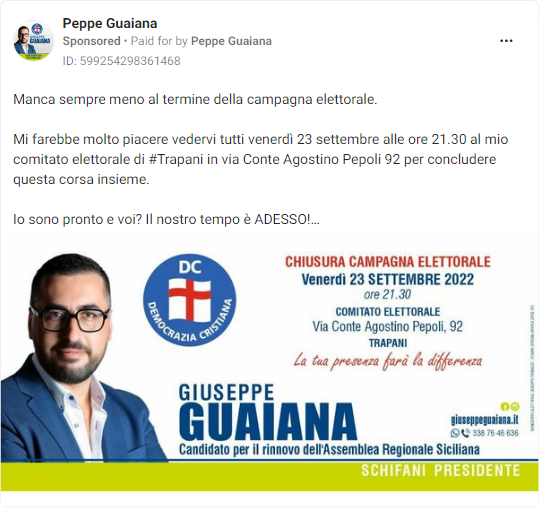 Peppe Guaiana
Sponsored • Paid for by Peppe Guaiana
ID: 599254298361468
Manca sempre meno al termine della campagna elettorale.
Mi farebbe molto piacere vedervi tutti venerdì 23 settembre alle ore 21.30 al mio
comitato elettorale di #Trapani in via Conte Agostino Pepoli 92 per concludere
questa corsa insieme.
Io sono pronto e voi? Il nostro tempo è ADESSO!...
GIUSEPPE
GUAIANA
DC
DEMOCRAZIA CRISTIANA
CHIUSURA CAMPAGNA ELETTORALE
Venerdì 23 SETTEMBRE 2022
ore 21.30
COMITATO ELETTORALE
Via Conte Agostino Pepoli, 92
TRAPANI
La tua presenza farà la differenza
GIUSEPPE
GUAIANA
Candidato per il rinnovo dell'Assemblea Regionale Siciliana
giuseppeguaiana.it
338 76 46 636
SCHIFANI PRESIDENTE